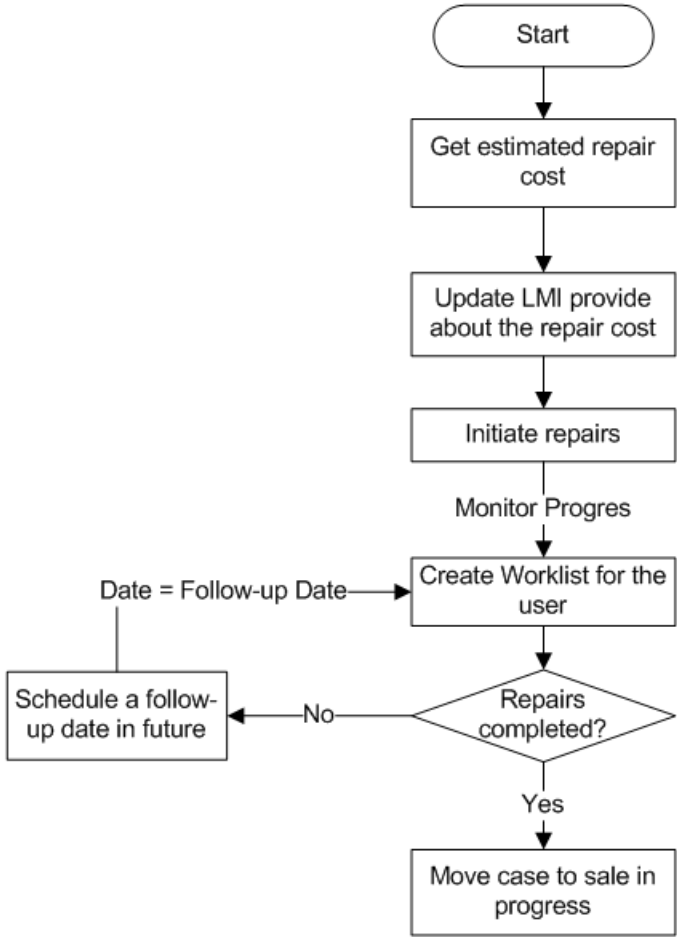 Start
Get estimated repair
cost
Update LMI provide
about the repair cost
Initiate repairs
Monitor Progres
Create Worklist for the
user
Date = Follow-up Date
Schedule a follow-
up date in future
No
Repairs
completed?
Yes
Move case to sale in
progress